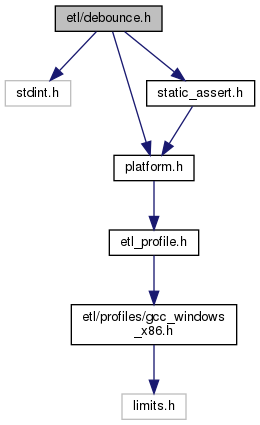 etl/debounce.h
stdint.h
static_assert.h
platform.h
etl_profile.h
etl/profiles/gcc_windows
_x86.h
limits.h